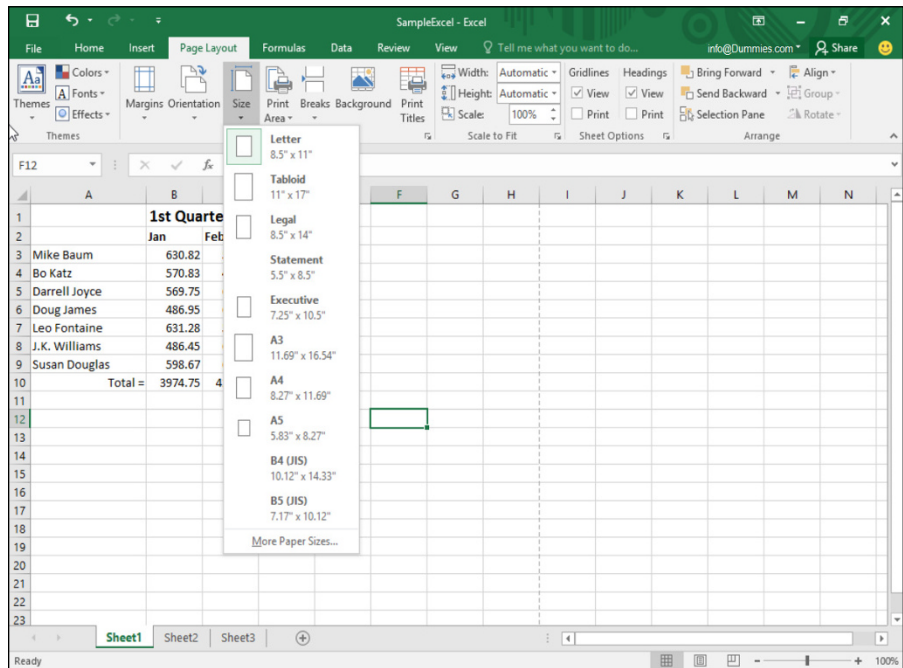 SampleExcel - Excel
File Home Insert Page Layout Formulas Data Review View Tell me what you want to do... info@Dummies.com Share
Aa Colors Width: Automatic Gridlines Headings Bring Forward Align
A Fonts Height: Automatic View View Send Backward Group
Themes Effects Margins Orientation Size Print Area Breaks Background Print Titles Scale: 100% Print Print Selection Pane Rotate
Themes Scale to Fit Sheet Options Arrange
F12 fx
Letter
8.5" x 11"
Tabloid
11" x 17"
Legal
8.5" x 14"
Statement
5.5" x 8.5"
Executive
7.25" x 10.5"
A3
11.69" x 16.54"
A4
8.27" x 11.69"
A5
5.83" x 8.27"
B4 (JIS)
10.12" x 14.33"
B5 (JIS)
7.17" x 10.12"
More Paper Sizes...
A B F G H I J K L M N
1 1st Quarte
2 Jan Feb
3 Mike Baum 630.82
4 Bo Katz 570.83
5 Darrell Joyce 569.75
6 Doug James 486.95
7 Leo Fontaine 631.28
8 J.K. Williams 486.45
9 Susan Douglas 598.67
10 Total = 3974.75 4
11
12
13
14
15
16
17
18
19
20
21
22
23
Sheet1 Sheet2 Sheet3
Ready 100%